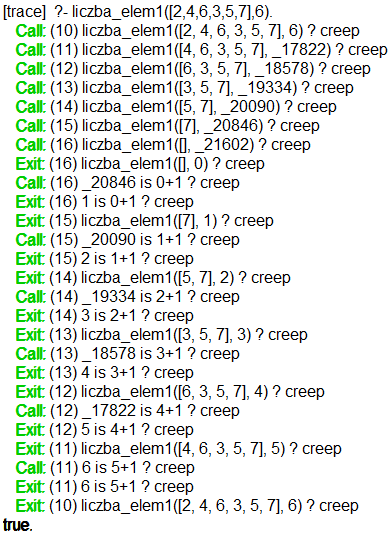 [trace]  ?- liczba_elem1([2,4,6,3,5,7],6).
Call: (10) liczba_elem1([2, 4, 6, 3, 5, 7], 6) ? creep
Call: (11) liczba_elem1([4, 6, 3, 5, 7], _17822) ? creep
Call: (12) liczba_elem1([6, 3, 5, 7], _18578) ? creep
Call: (13) liczba_elem1([3, 5, 7], _19334) ? creep
Call: (14) liczba_elem1([5, 7], _20090) ? creep
Call: (15) liczba_elem1([7], _20846) ? creep
Call: (16) liczba_elem1([], _21602) ? creep
Exit: (16) liczba_elem1([], 0) ? creep
Call: (16) _20846 is 0+1 ? creep
Exit: (16) 1 is 0+1 ? creep
Exit: (15) liczba_elem1([7], 1) ? creep
Call: (15) _20090 is 1+1 ? creep
Exit: (15) 2 is 1+1 ? creep
Exit: (14) liczba_elem1([5, 7], 2) ? creep
Call: (14) _19334 is 2+1 ? creep
Exit: (14) 3 is 2+1 ? creep
Exit: (13) liczba_elem1([3, 5, 7], 3) ? creep
Call: (13) _18578 is 3+1 ? creep
Exit: (13) 4 is 3+1 ? creep
Exit: (12) liczba_elem1([6, 3, 5, 7], 4) ? creep
Call: (12) _17822 is 4+1 ? creep
Exit: (12) 5 is 4+1 ? creep
Exit: (11) liczba_elem1([4, 6, 3, 5, 7], 5) ? creep
Call: (11) 6 is 5+1 ? creep
Exit: (11) 6 is 5+1 ? creep
Exit: (10) liczba_elem1([2, 4, 6, 3, 5, 7], 6) ? creep
true.